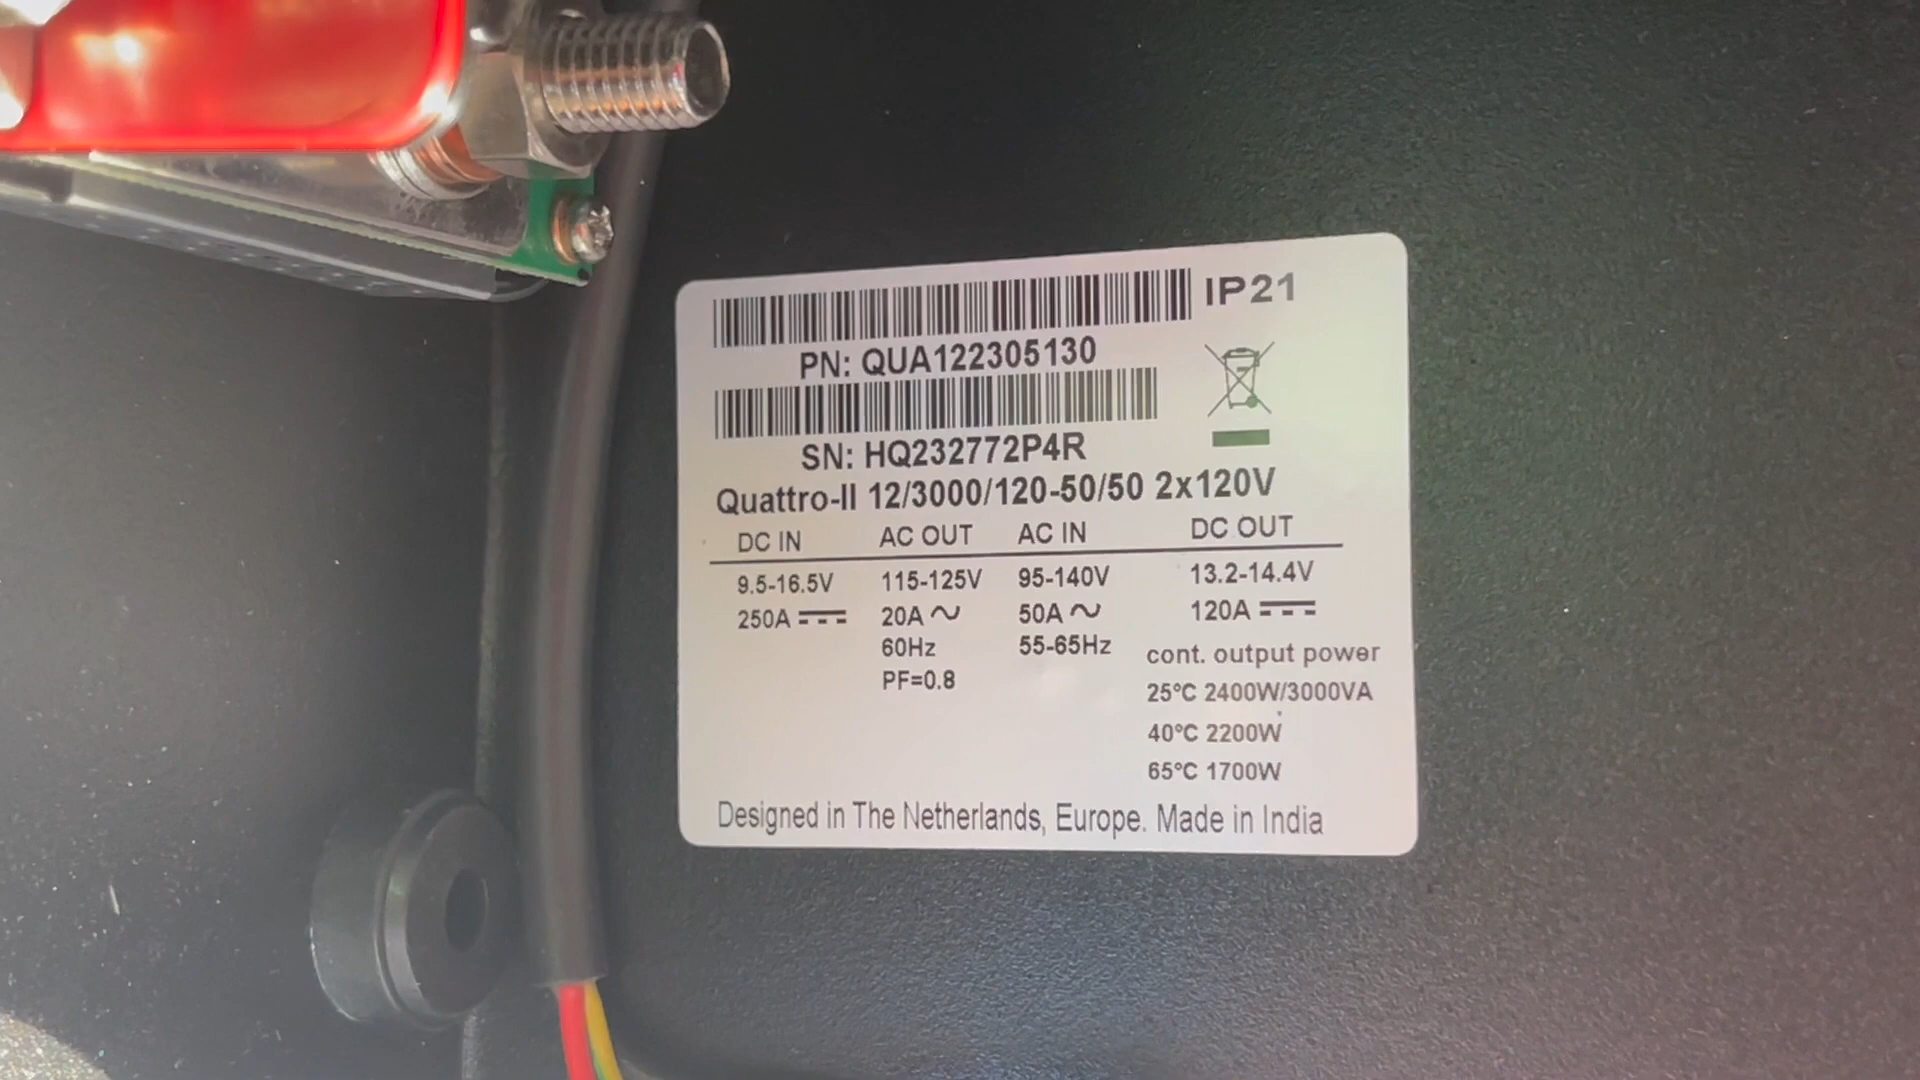 IP21
PN: QUA122305130
SN: HQ232772P4R
Quattro-II 12/3000/120-50/50 2x120V
DC IN AC OUT AC IN DC OUT
9.5-16.5V 115-125V 95-140V 13.2-14.4V
250A 20A 50A 120A
60Hz 55-65Hz
PF=0.8
cont. output power
25°C 2400W/3000VA
40°C 2200W
65°C 1700W
Designed in The Netherlands, Europe. Made in India